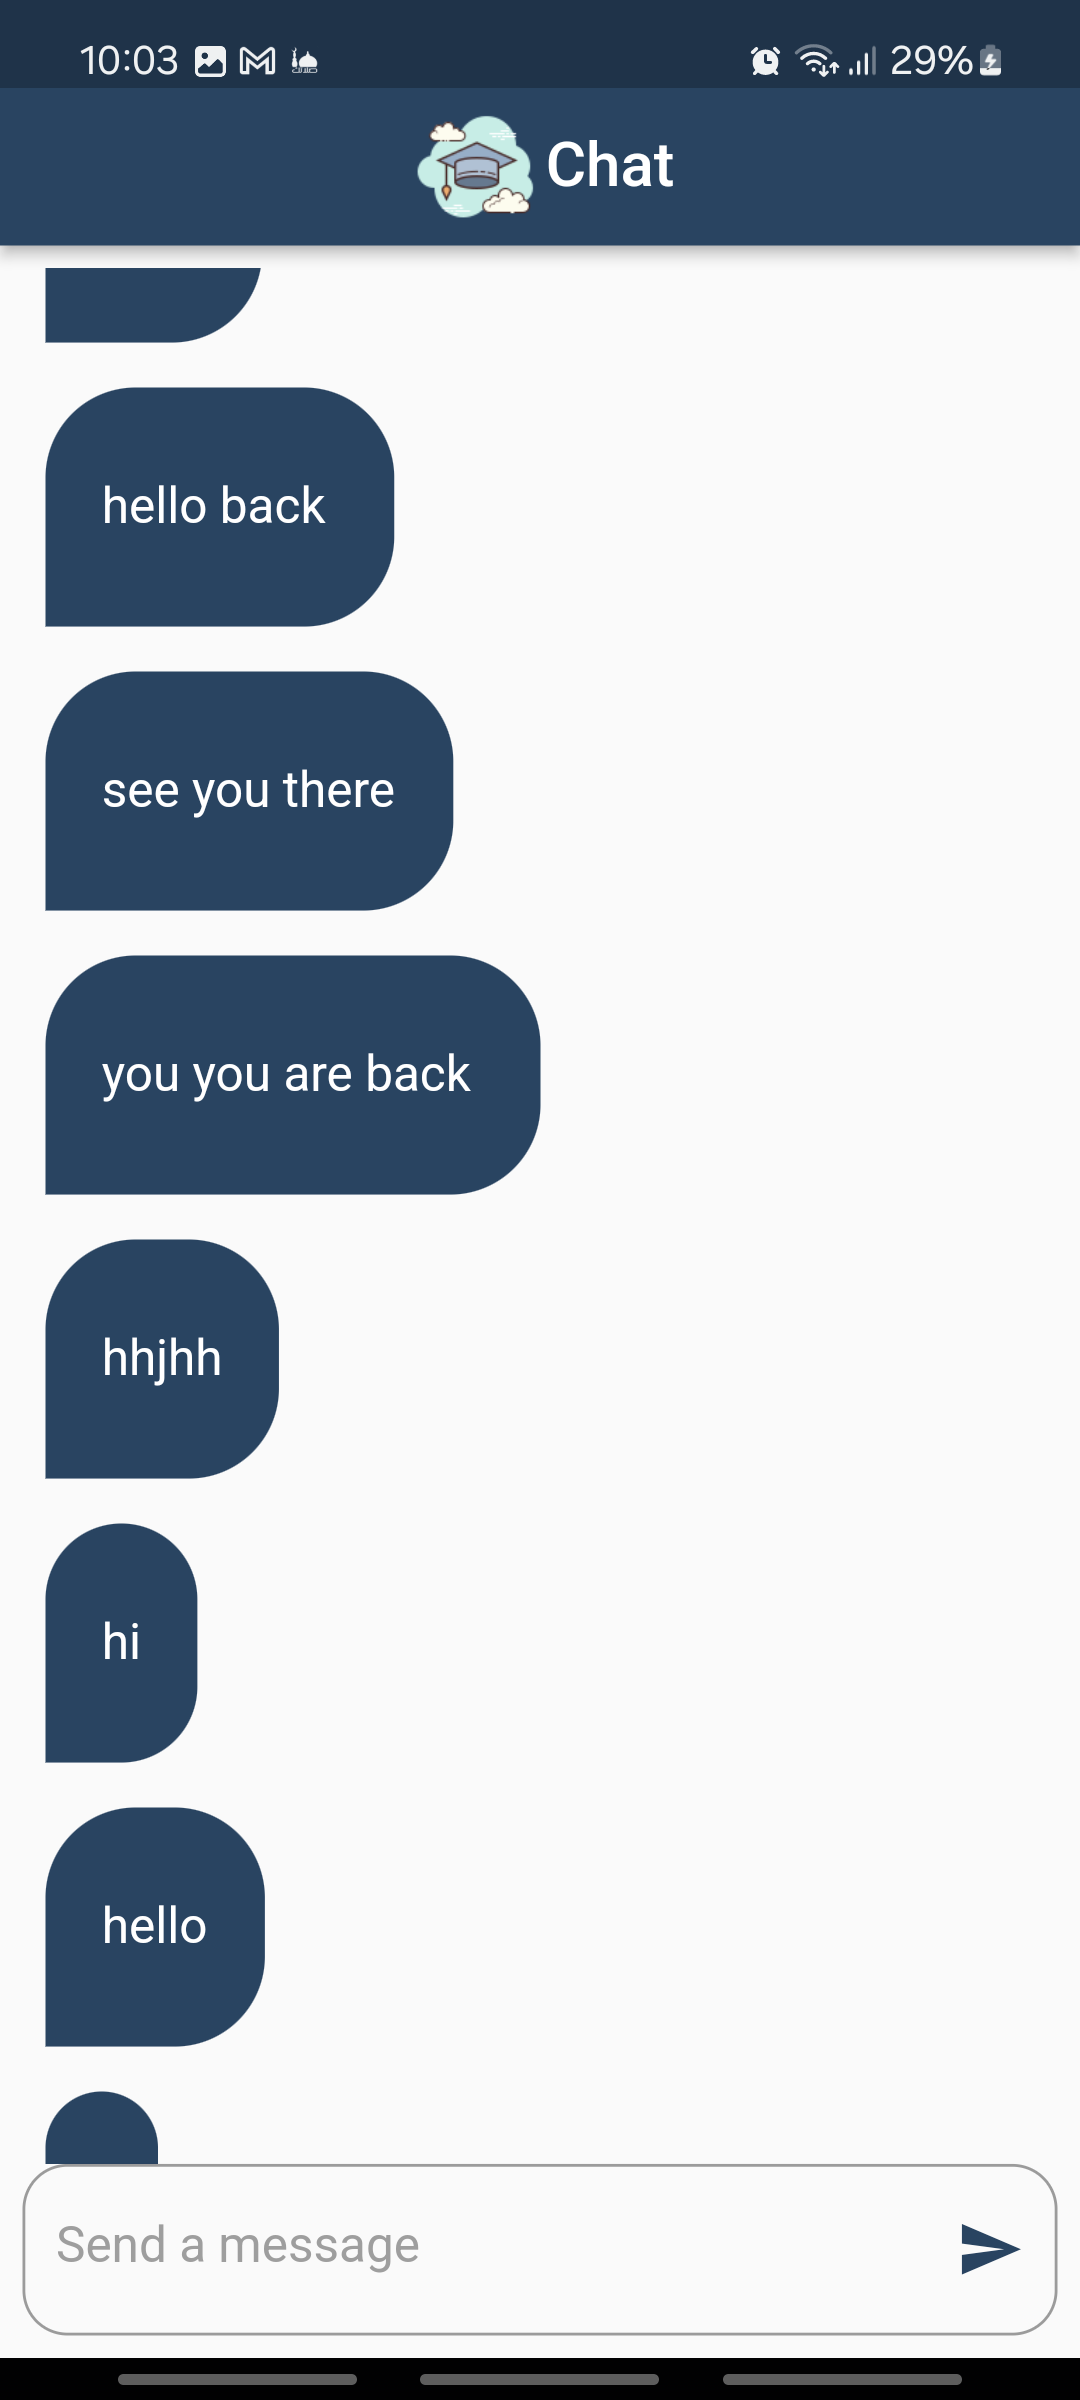 10:03
29%
Chat
hello back
see you there
you you are back
hhjhh
hi
hello
Send a message